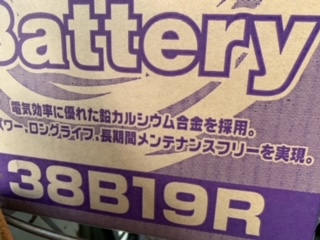 Battery
電気効率に優れた鉛カルシウム合金を採用。
パワー・ロングライフ・長期間メンテナンスフリーを実現。
38B19R